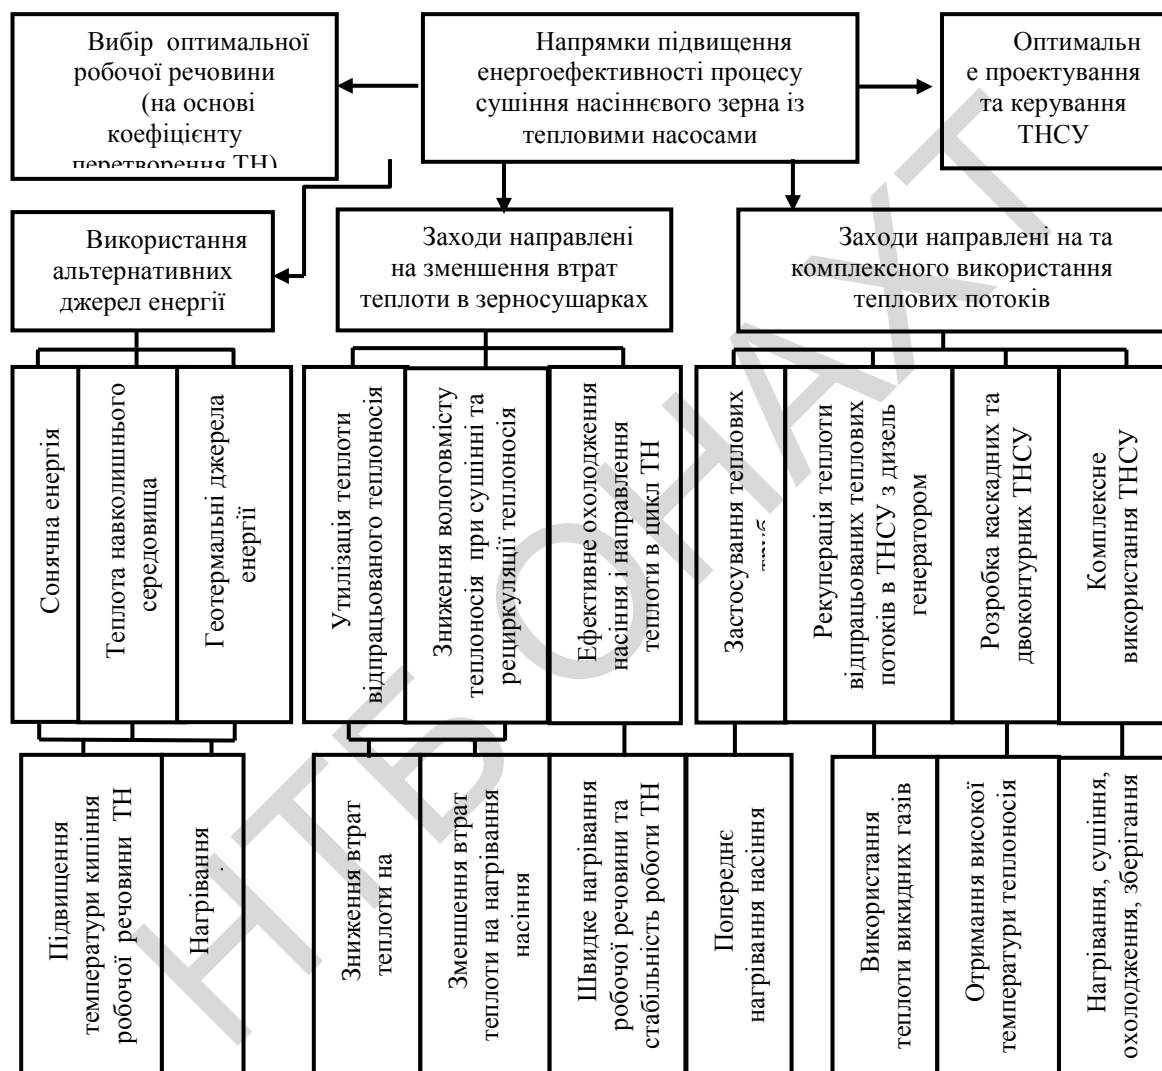 Вибір оптимальної
робочої речовини
(на основі
коефіцієнту
перетворення ТН)
Напрямки підвищення
енергоефективності процесу
сушіння насіннєвого зерна із
тепловими насосами
Оптимальн
е проектування
та керування
ТНСУ
Використання
альтернативних
джерел енергії
Заходи направлені
на зменшення втрат
теплоти в зерносушарках
Заходи направлені на та
комплексного використання
теплових потоків
Сонячна енергія
Теплота навколишнього
середовища
Геотермальні джерела
енергії
Утилізація теплоти
відпрацьованого теплоносія
Зниження вологовмісту
теплоносія при сушінні та
рециркуляції теплоносія
Ефективне охолодження
насіння і направлення
теплоти в цикл ТН
Застосування теплових
Рекуперація теплоти
відпрацьованих теплових
потоків в ТНСУ з дизель
генератором
Розробка каскадних та
двоконтурних ТНСУ
Комплексне
використання ТНСУ
Підвищення
температури кипіння
робочої речовини ТН
Нагрівання
Зниження втрат
теплоти на
Зменшення втрат
теплоти на нагрівання
насіння
Швидке нагрівання
робочої речовини та
стабільність роботи ТН
Попереднє
нагрівання насіння
Використання
теплоти викидних газів
Отримання високої
температури теплоносія
Нагрівання, сушіння,
охолодження, зберігання
НТБ ОНАХТ